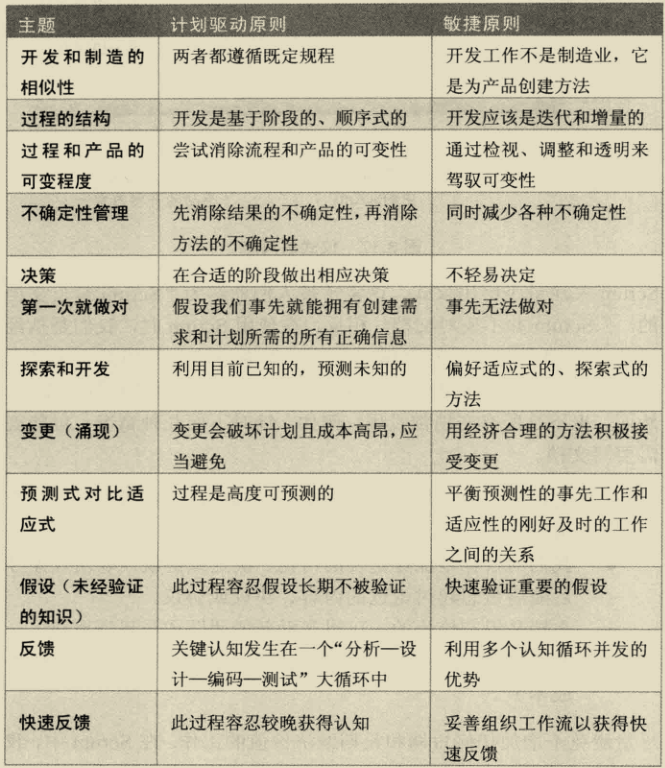 主题 计划驱动原则 敏捷原则
开发和制造的 两者都遵循既定规程 开发工作不是制造业，它
相似性 是为产品创建方法
过程的结构 开发是基于阶段的、顺序式的 开发应该是迭代和增量的
过程和产品的 尝试消除流程和产品的可变性 通过检视、调整和透明来
可变程度 驾驭可变性
不确定性管理 先消除结果的不确定性，再消除 同时减少各种不确定性
方法的不确定性
决策 在合适的阶段做出相应决策 不轻易决定
第一次就做对 假设我们事先就能拥有创建需 事先无法做对
求和计划所需的所有正确信息
探索和开发 利用目前已知的，预测未知的 偏好适应式的、探索式的
方法
变更（涌现） 变更会破坏计划且成本高昂，应 用经济合理的方法积极接
当避免 受变更
预测式对比适 过程是高度可预测的 平衡预测性的事先工作和
应式 适应性的刚好及时的工作
之间的关系
假设（未经验证 此过程容忍假设长期不被验证 快速验证重要的假设
的知识）
反馈 关键认知发生在一个“分析—设 利用多个认知循环并发的
计—编码—测试”大循环中 优势
快速反馈 此过程容忍较晚获得认知 妥善组织工作流以获得快
速反馈